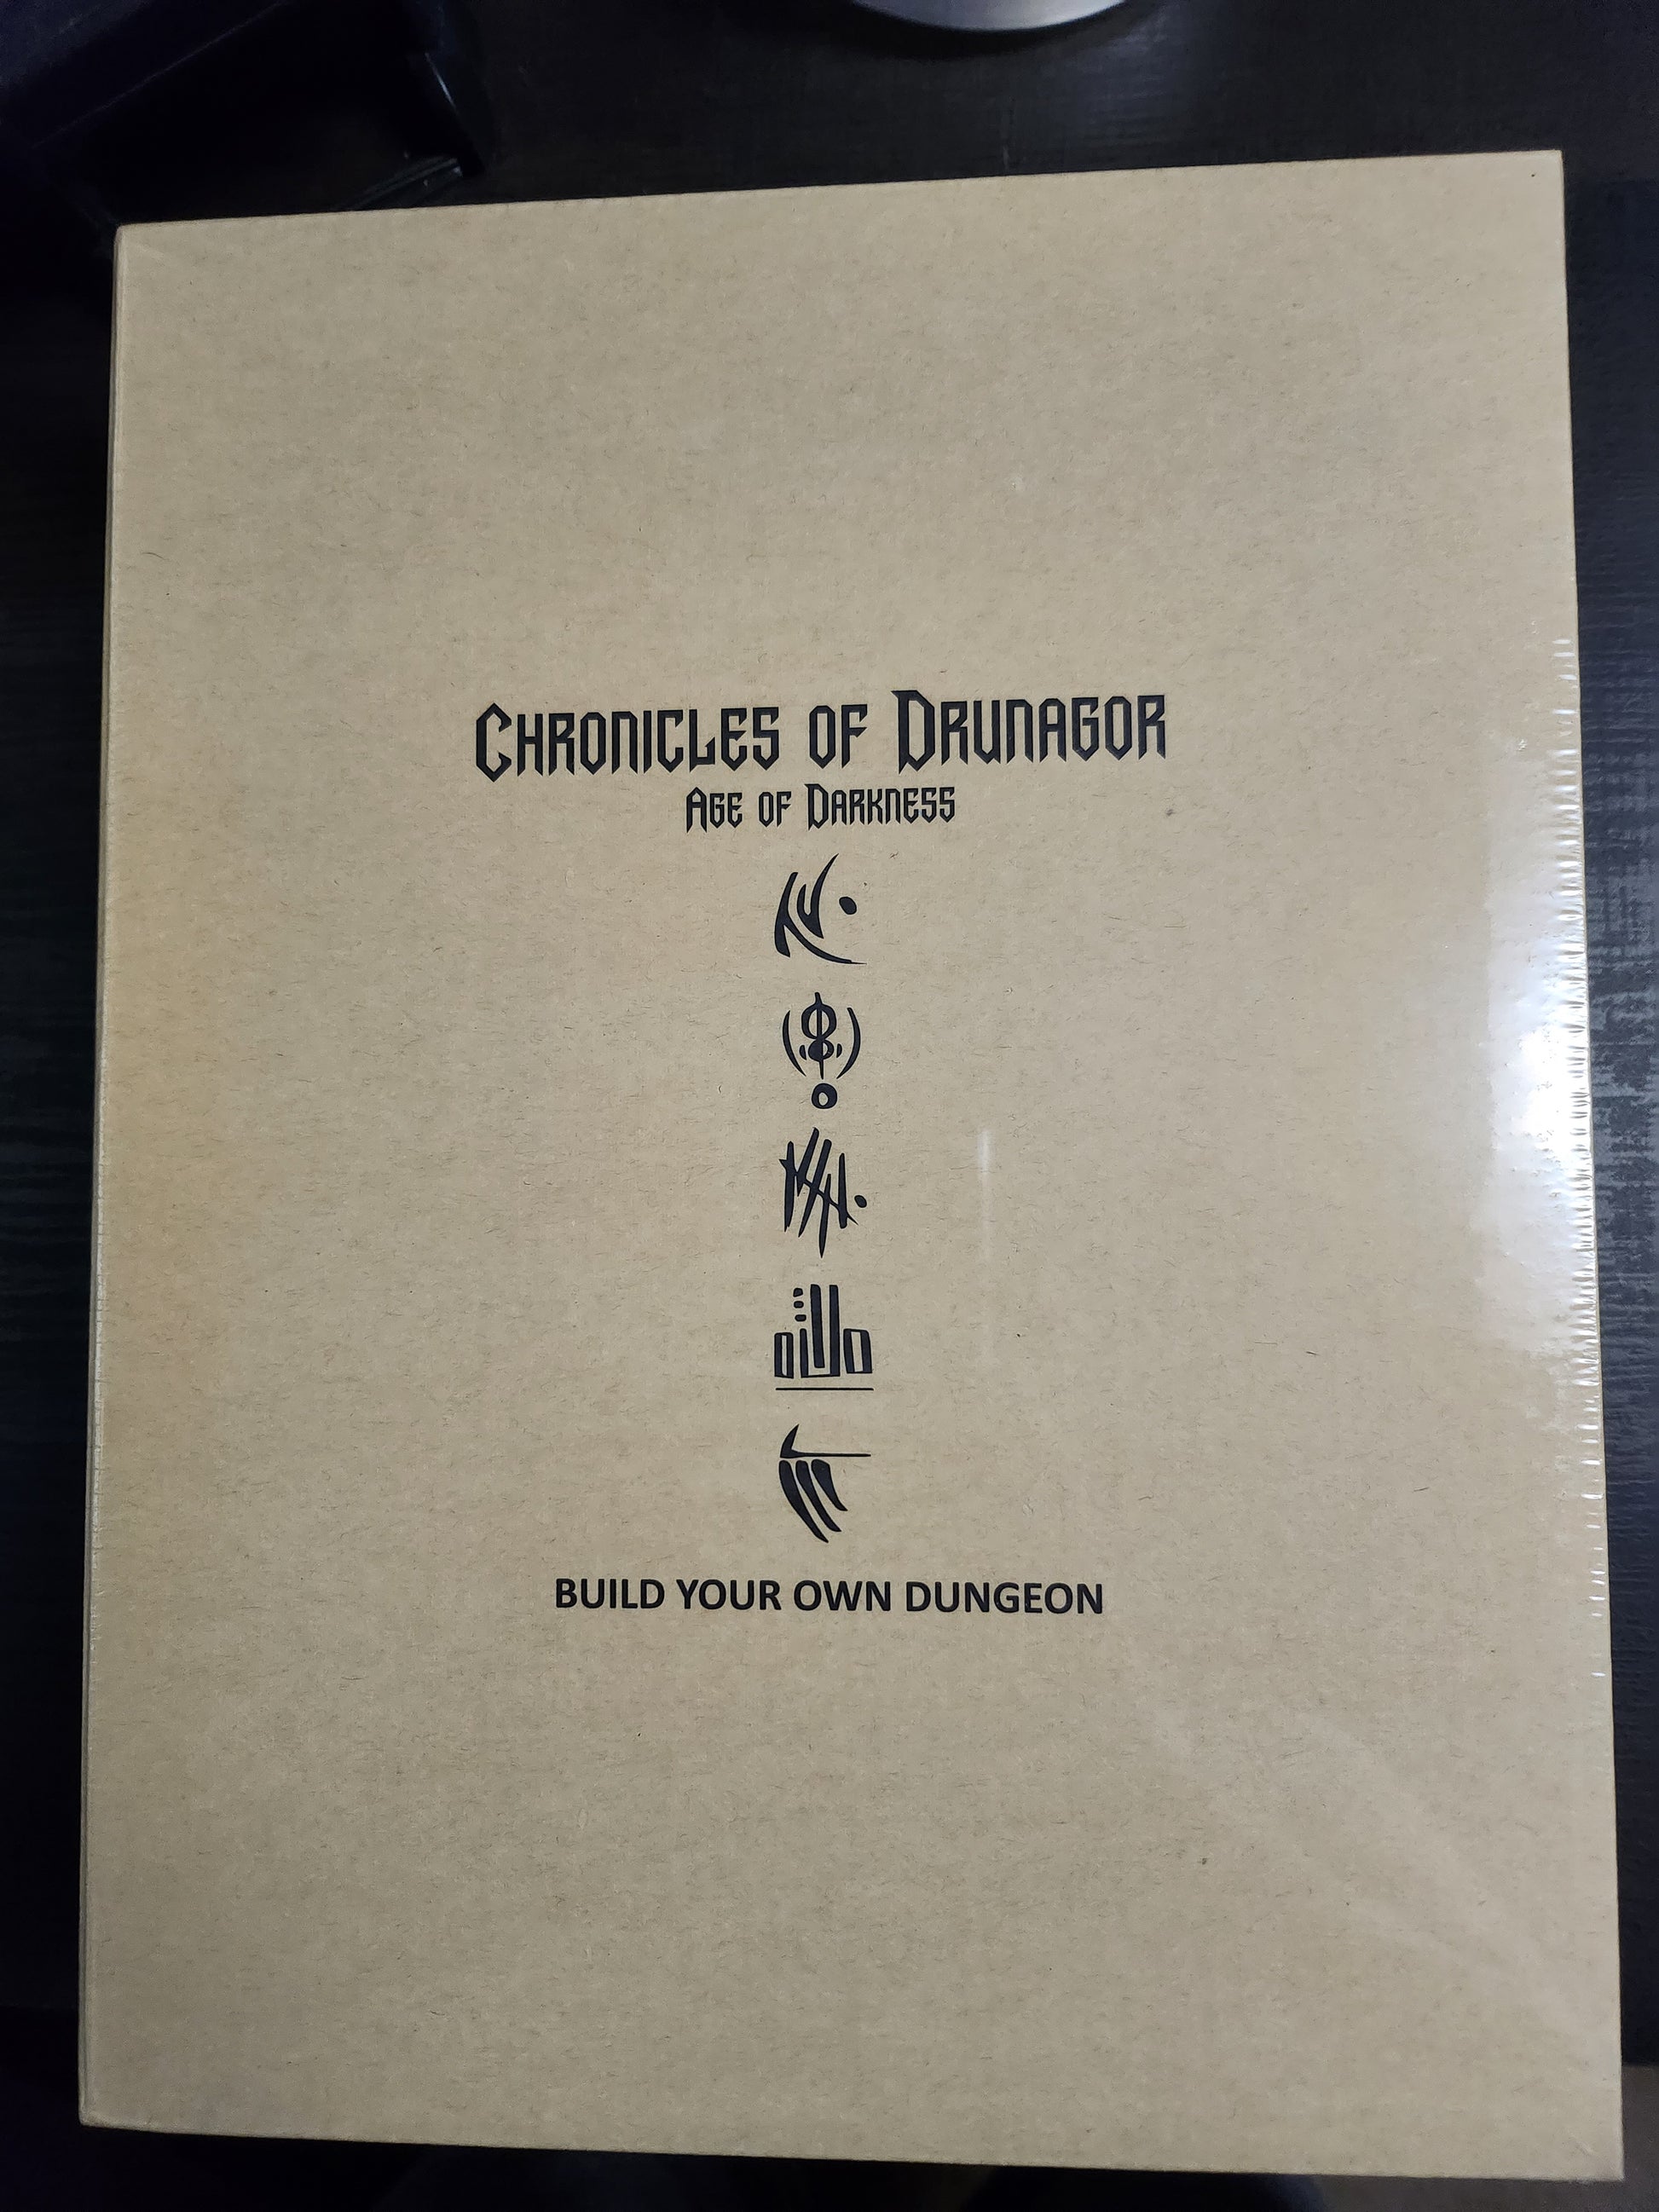 Chronicles of Drunagor
Age of Darkness
BUILD YOUR OWN DUNGEON